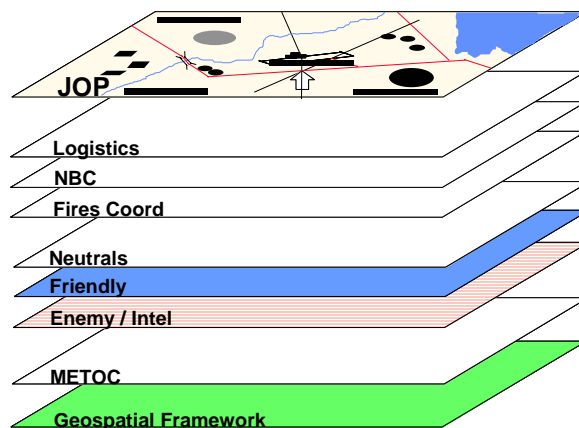 JOP
Logistics
NBC
Fires Coord
Neutrals
Friendly
Enemy / Intel
METOC
Geospatial Framework